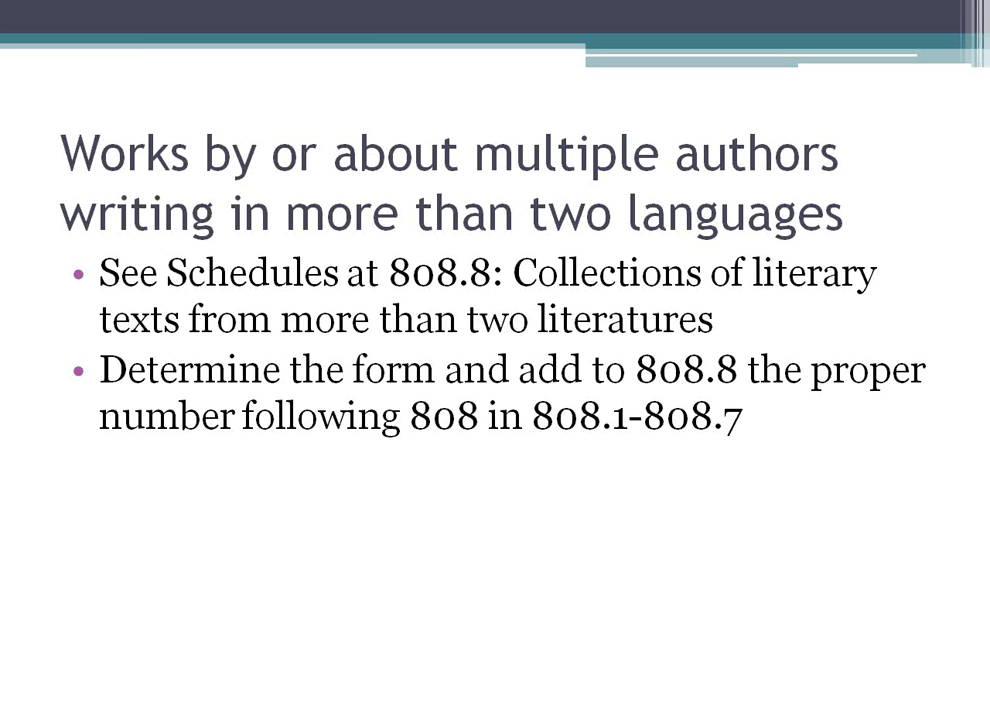 Works by or about multiple authors
writing in more than two languages
• See Schedules at 808.8: Collections of literary
texts from more than two literatures
• Determine the form and add to 808.8 the proper
number following 808 in 808.1-808.7